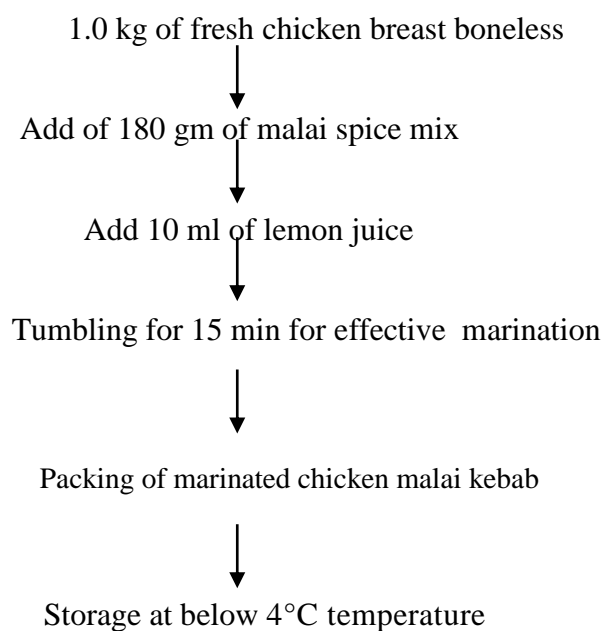 1.0 kg of fresh chicken breast boneless
Add of 180 gm of malai spice mix
Add 10 ml of lemon juice
Tumbling for 15 min for effective marination
Packing of marinated chicken malai kebab
Storage at below 4°C temperature